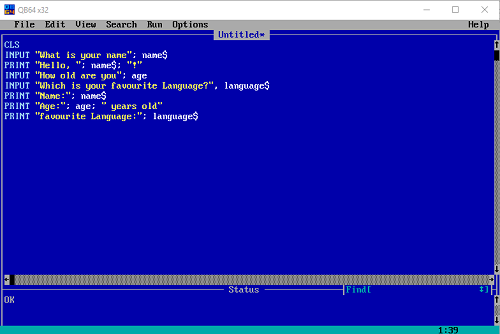 QB64 x32
File Edit View Search Run Options Help
Untitled*
CLS
INPUT "What is your name"; name$
PRINT "Hello, "; name$; "!"
INPUT "How old are you"; age
INPUT "Which is your favourite Language?", language$
PRINT "Name:"; name$
PRINT "Age:"; age; " years old"
PRINT "favourite Language:"; language$
Status Find[ ]
OK
1:39